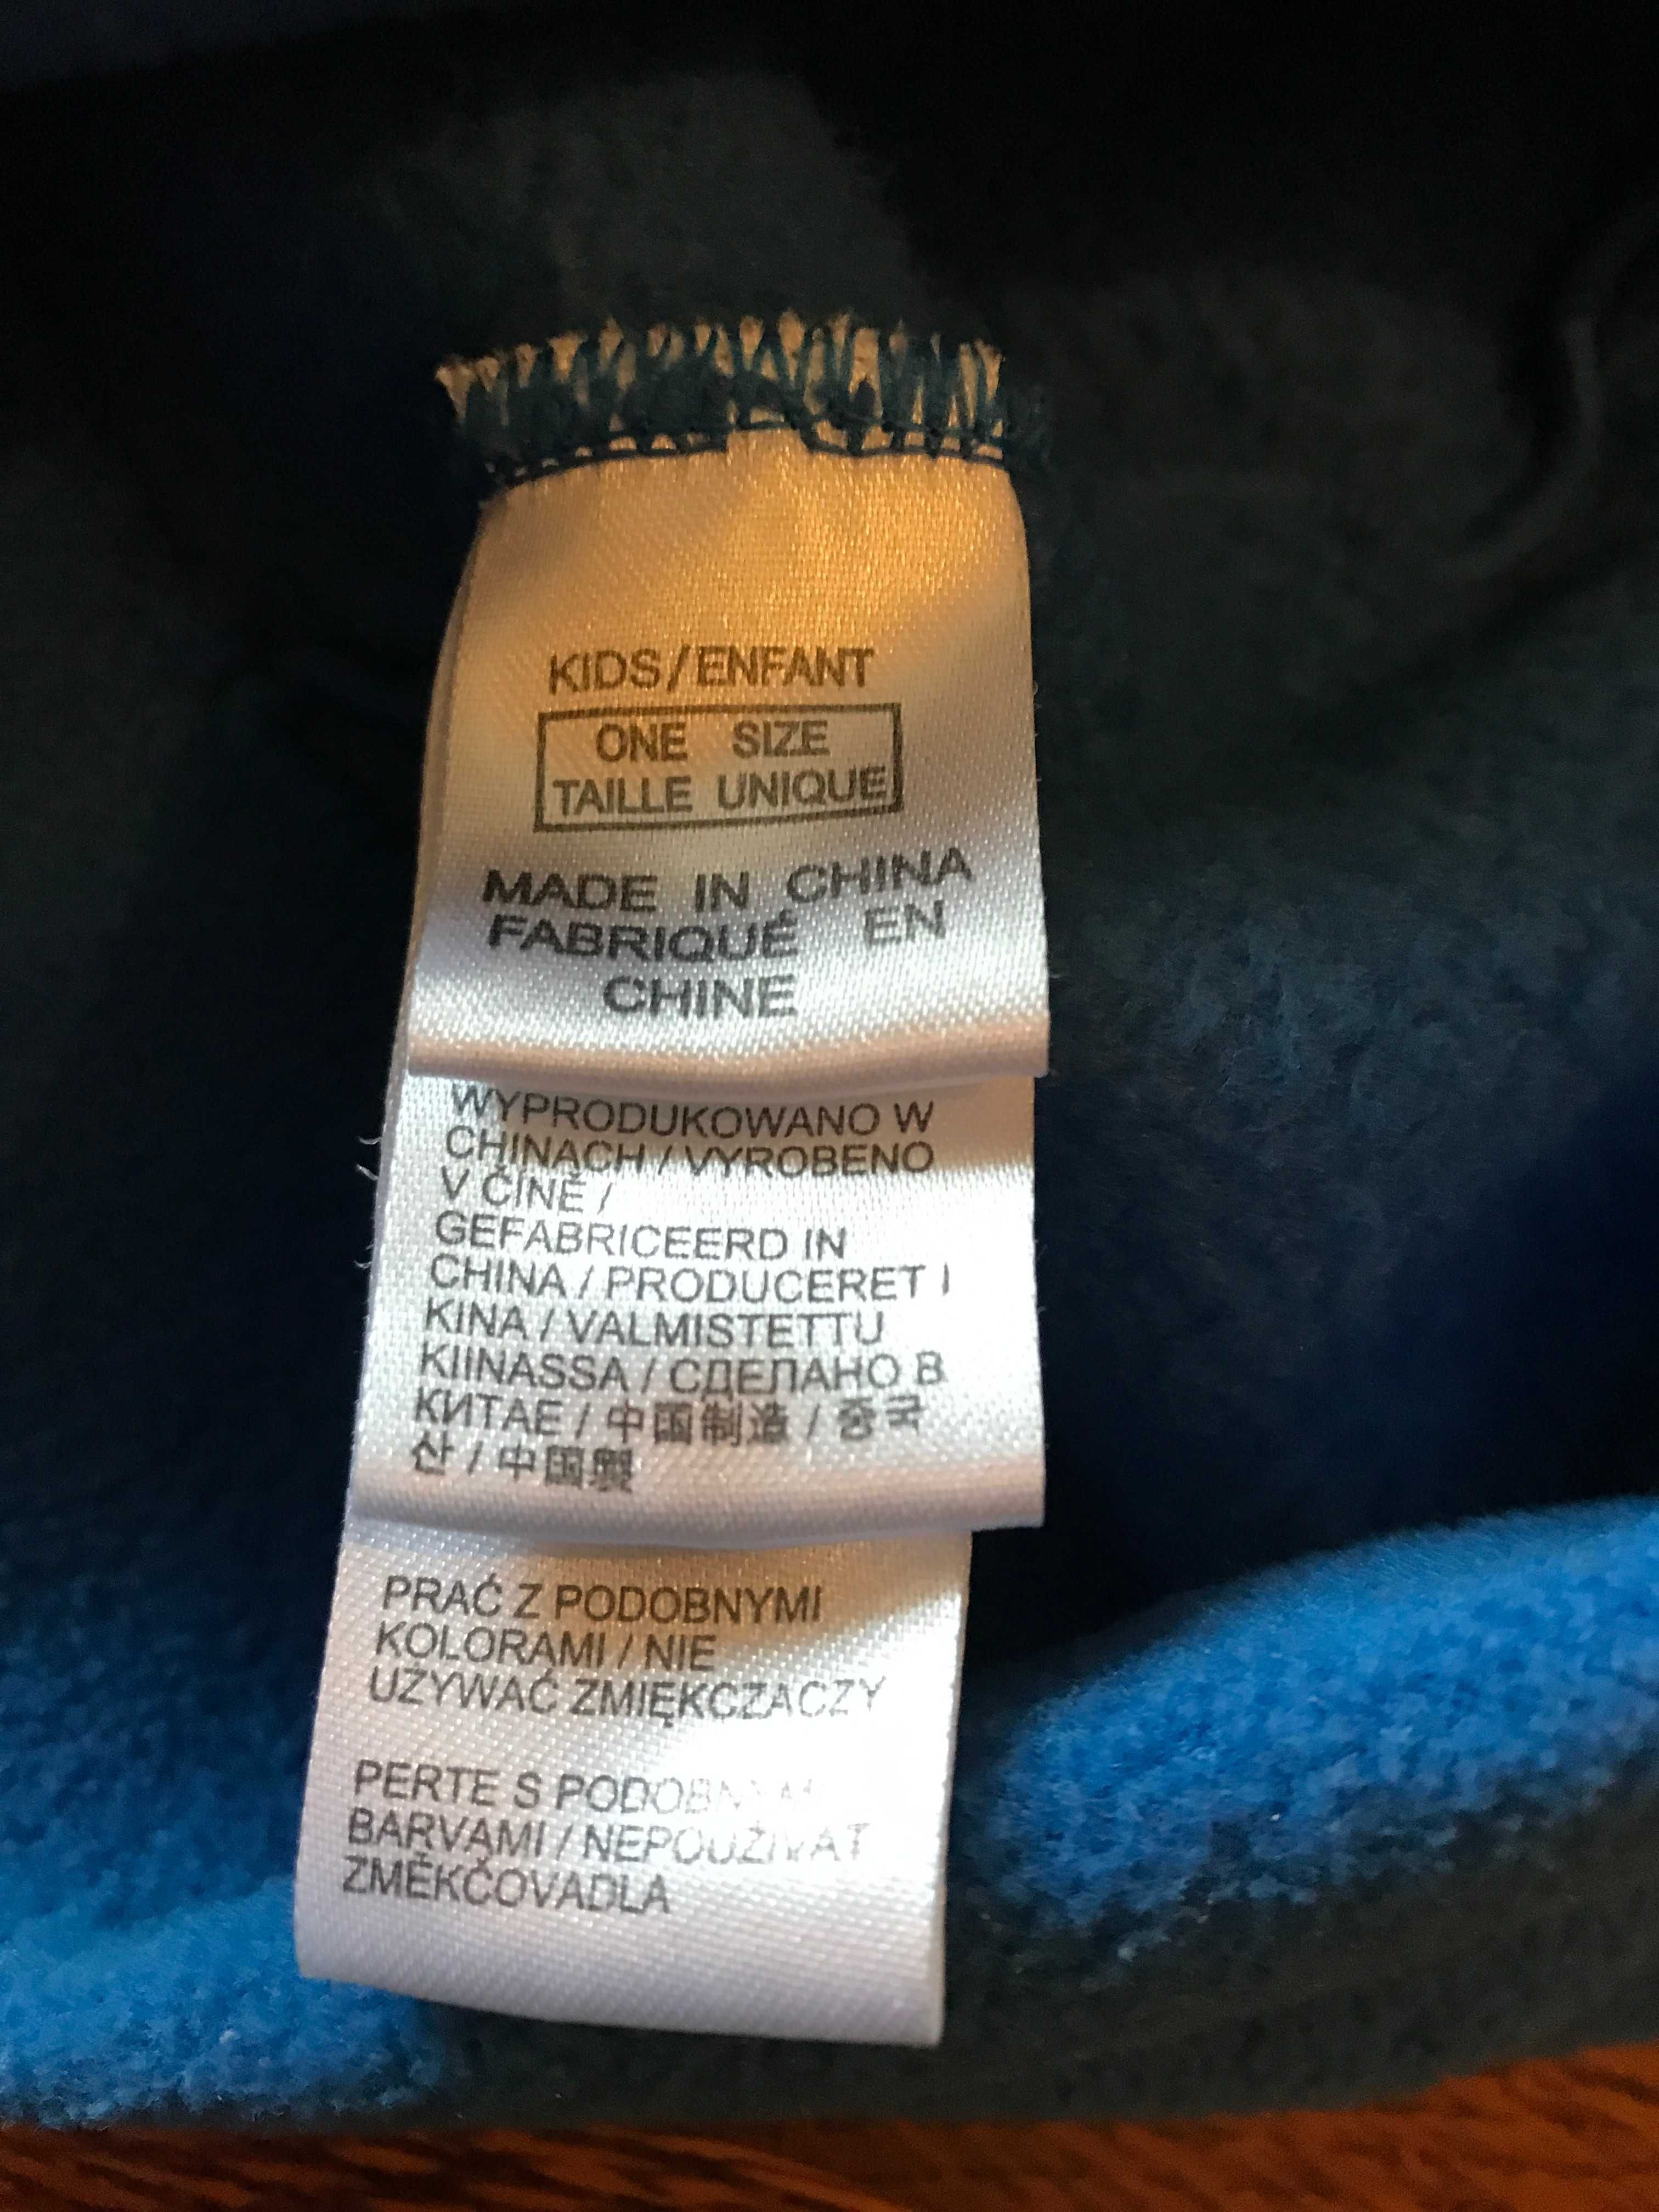 KIDS/ENFANT
ONE SIZE
TAILLE UNIQUE
MADE IN CHINA
FABRIQUÉ EN
CHINE
WYPRODUKOWANO W
CHINACH / VYROBENO
V ČÍNĚ /
GEFABRICEERD IN
CHINA / PRODUCERET I
KINA / VALMISTETTU
KIINASSA / СДЕЛАНО В
КИТАЕ / 中国制造 / 중국
산 / 中国製
PRAĆ Z PODOBNYMI
KOLORAMI / NIE
UŻYWAĆ ZMIĘKCZACZY
PERTE S PODOBNÝMI
BARVAMI / NEPOUŽÍVAT
ZMĚKČOVADLA